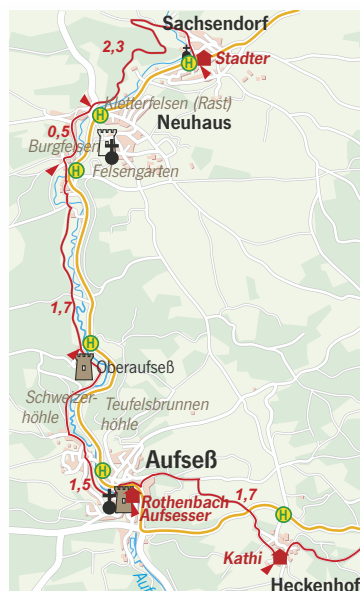 Sachsendorf
2,3
H
Stadter
Kletterfelsen (Rast)
H
Neuhaus
0,5
Burgfelsen
H
Felsengarten
1,7
H
Oberaufseß
Schweizer-
höhle
Teufelsbrunnen
höhle
Aufseß
H
1,5
Rothenbach
Aufsesser
1,7
H
Kathi
Heckenhof
Auf